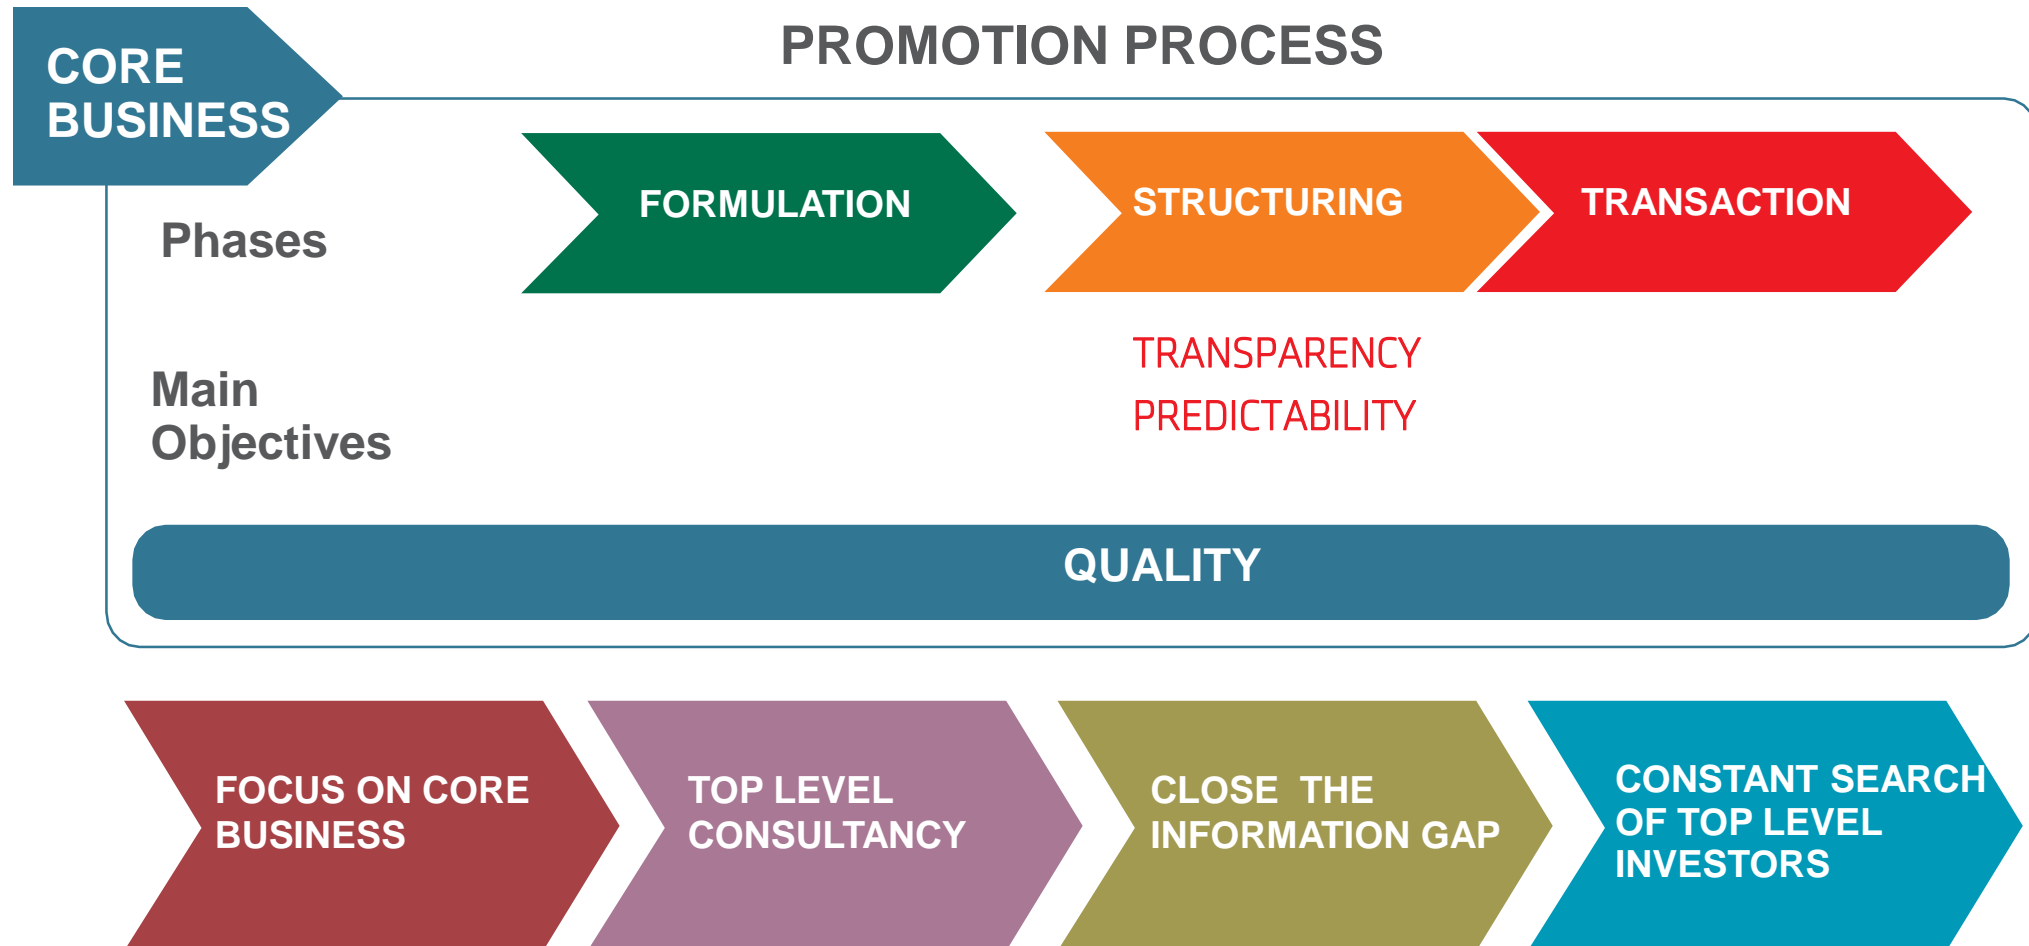 PROMOTION PROCESS
CORE
BUSINESS
Phases
FORMULATION
STRUCTURING
TRANSACTION
Main
Objectives
TRANSPARENCY
PREDICTABILITY
QUALITY
FOCUS ON CORE
BUSINESS
TOP LEVEL
CONSULTANCY
CLOSE THE
INFORMATION GAP
CONSTANT SEARCH
OF TOP LEVEL
INVESTORS